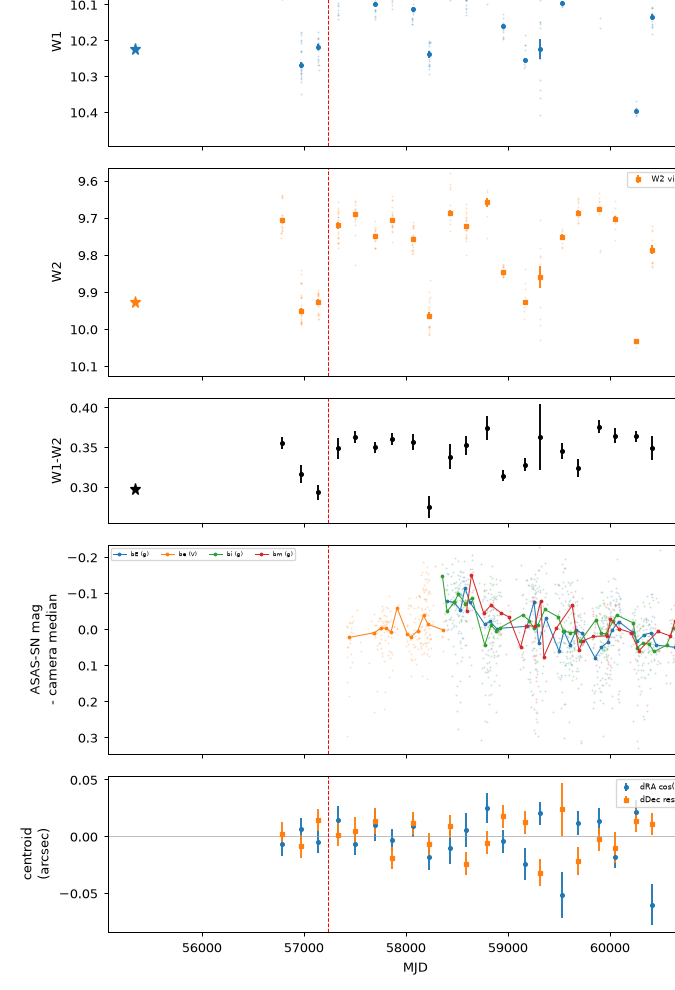 10.1
10.2
10.3
10.4
W1
9.6
9.7
9.8
9.9
10.0
10.1
W2
W2 vi
0.40
0.35
0.30
W1-W2
−0.2
−0.1
0.0
0.1
0.2
0.3
ASAS-SN mag
- camera median
bE (g)
be (V)
bi (g)
bm (g)
0.05
0.00
−0.05
centroid
(arcsec)
dRA cos(
dDec res
56000
57000
58000
59000
60000
MJD